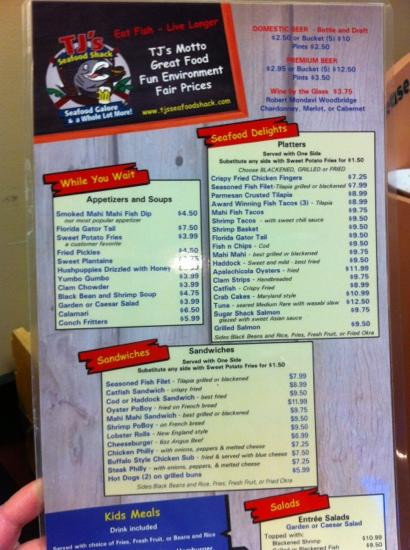 TJ's
Seafood Shack
Seafood Galore
& a Whole Lot More!
Eat Fish - Live Longer
TJ's Motto
Great Food
Fun Environment
Fair Prices
www.tjsseafoodshack.com
DOMESTIC BEER - Bottle and Draft
$2.50 or Bucket (5) $10
Pints $2.50
PREMIUM BEER
$2.95 or Bucket (5) $12.50
Pints $3.50
Wine by the Glass $3.75
Robert Mondavi Woodbridge
Chardonnay, Merlot, or Cabernet
While You Wait
Appetizers and Soups
Smoked Mahi Mahi Fish Dip $4.50
our most popular appetizer
Florida Gator Tail $7.50
Sweet Potato Fries $3.99
a customer favorite
Fried Pickles $4.50
Sweet Plantains $2.75
Hushpuppies Drizzled with Honey
Yumbo Gumbo $3.99
Clam Chowder $3.99
Black Bean and Shrimp Soup $4.75
Garden or Caesar Salad $3.99
Calamari $6.50
Conch Fritters $5.99
Seafood Delights
Platters
Served with One Side
Substitute any side with Sweet Potato Fries for $1.50
Choose BLACKENED, GRILLED or FRIED
Crispy Fried Chicken Fingers $7.25
Seasoned Fish Filet - Tilapia grilled or blackened $7.99
Parmesan Crusted Tilapia $8.99
Award Winning Fish Tacos (3) - Tilapia $8.99
Mahi Fish Tacos $9.75
Shrimp Tacos - with sweet chili sauce $9.50
Shrimp Basket $9.50
Florida Gator Tail $9.50
Fish n Chips - Cod $9.50
Mahi Mahi - best grilled or blackened $9.75
Haddock - Sweet and mild - best fried $9.50
Apalachicola Oysters - fried $11.99
Clam Strips - Handbreaded $9.75
Catfish - Crispy Fried $8.99
Crab Cakes - Maryland style $10.99
Tuna - seared Medium Rare with wasabi slaw $12.50
Sugar Shack Salmon $9.75
glazed with sweet Asian sauce
Grilled Salmon $9.50
Sides Black Beans and Rice, Fries, Fresh Fruit, or Fried Okra
Sandwiches
Sandwiches
Served with One Side
Substitute any side with Sweet Potato Fries for $1.50
Seasoned Fish Filet - Tilapia grilled or blackened $7.99
Catfish Sandwich - crispy fried $8.99
Cod or Haddock Sandwich - best fried $9.50
Oyster PoBoy - fried on French bread $11.99
Mahi Mahi Sandwich - best grilled or blackened $9.75
Shrimp PoBoy - on French bread $9.50
Lobster Rolls - New England style
Cheeseburger - 8oz Angus Beef
Chicken Philly - with onions, peppers & melted cheese $7.25
Buffalo Style Chicken Sub - fried & served with blue cheese $7.50
Steak Philly - with onions, peppers, & melted cheese $7.25
Hot Dogs (2) on grilled buns $5.99
Sides Black Beans and Rice, Fries, Fresh Fruit, or Fried Okra
Kids Meals
Drink included
Served with choice of Fries, Fresh Fruit, or Beans and Rice
Hamburger
Salads
Entrée Salads
Garden or Caesar Salad
Topped with:
Blackened Shrimp $10.99
Blackened Fish $9.50